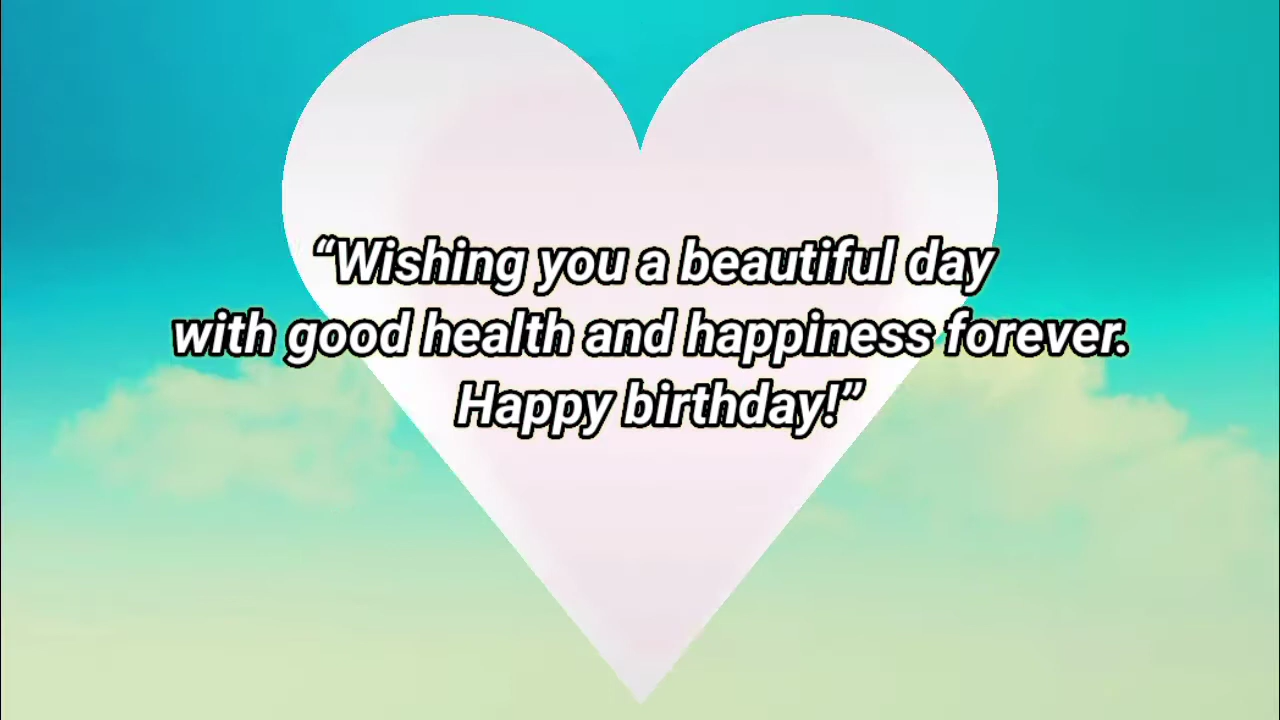 “Wishing you a beautiful day
with good health and happiness forever.
Happy birthday!”